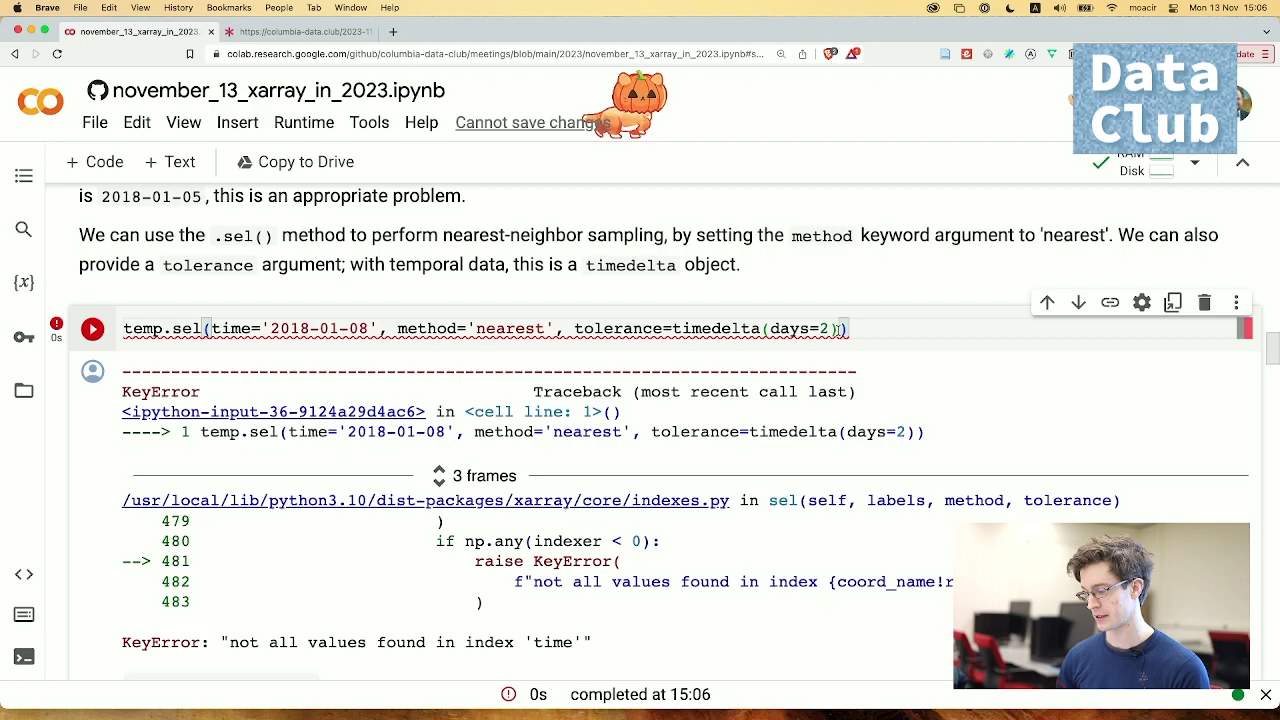 Brave File Edit View History Bookmarks People Tab Window Help moacir Mon 13 Nov 15:06
november_13_xarray_in_2023. https://columbia-data.club/2023-11
colab.research.google.com/github/columbia-data-club/meetings/blob/main/2023/november_13_xarray_in_2023.ipynb#s...
Data
Club
november_13_xarray_in_2023.ipynb
File Edit View Insert Runtime Tools Help Cannot save changes
+ Code + Text Copy to Drive
RAM
Disk
is 2018-01-05, this is an appropriate problem.
We can use the .sel() method to perform nearest-neighbor sampling, by setting the method keyword argument to 'nearest'. We can also
provide a tolerance argument; with temporal data, this is a timedelta object.
temp.sel(time='2018-01-08', method='nearest', tolerance=timedelta(days=2))
0s
KeyError Traceback (most recent call last)
<ipython-input-36-9124a29d4ac6> in <cell line: 1>()
----> 1 temp.sel(time='2018-01-08', method='nearest', tolerance=timedelta(days=2))
3 frames
/usr/local/lib/python3.10/dist-packages/xarray/core/indexes.py in sel(self, labels, method, tolerance)
479 )
480 if np.any(indexer < 0):
--> 481 raise KeyError(
482 f"not all values found in index {coord_name!r
483 )
KeyError: "not all values found in index 'time'"
0s completed at 15:06